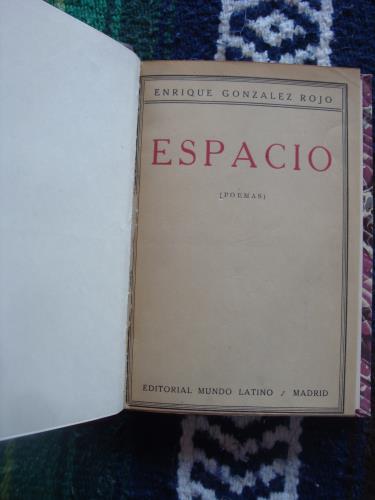 ENRIQUE GONZALEZ ROJO
ESPACIO
(POEMAS)
EDITORIAL MUNDO LATINO / MADRID